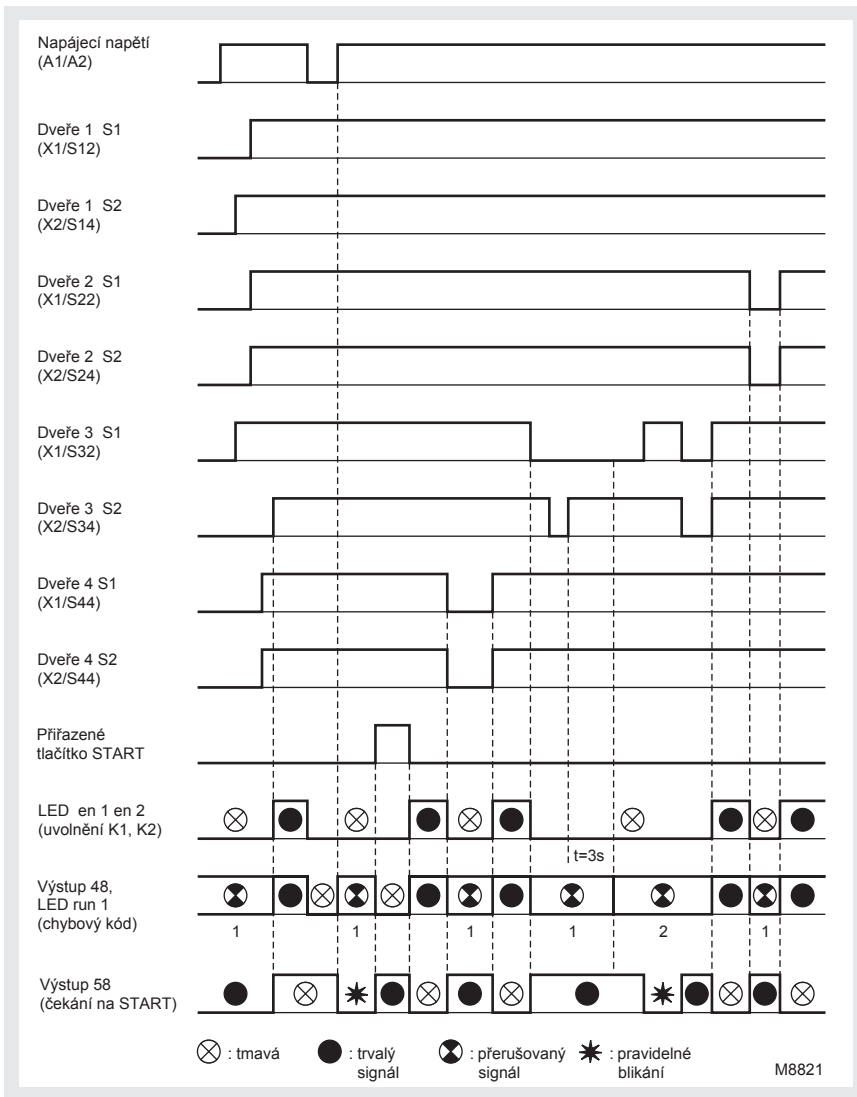 Napájecí napětí
(A1/A2)
Dveře 1 S1
(X1/S12)
Dveře 1 S2
(X2/S14)
Dveře 2 S1
(X1/S22)
Dveře 2 S2
(X2/S24)
Dveře 3 S1
(X1/S32)
Dveře 3 S2
(X2/S34)
Dveře 4 S1
(X1/S44)
Dveře 4 S2
(X2/S44)
Přiřazené
tlačítko START
LED en 1 en 2
(uvolnění K1, K2)
t=3s
Výstup 48,
LED run 1
(chybový kód)
1 1 1 1 2 1
Výstup 58
(čekání na START)
: tmavá
: trvalý
signál
: přerušovaný
signál
: pravidelné
blikání
M8821